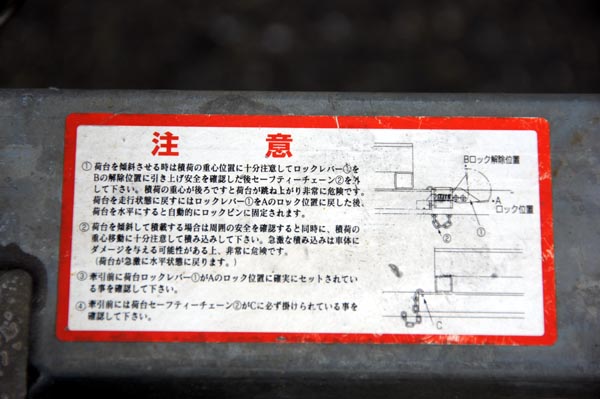 注意
①荷台を傾斜させる時は積荷の重心位置に十分注意してロックレバー①を
Bの解除位置に引き上げ安全を確認した後セーフティーチェーン②を外
して下さい。積荷の重心が後ろですと荷台が跳ね上がり非常に危険です。
荷台を走行状態に戻すにはロックレバー①をAのロック位置に戻した後、
荷台を水平にすると自動的にロックピンに固定されます。
②荷台を傾斜して積載する場合は周囲の安全を確認すると同時に、積荷の
重心移動に十分注意して積み込みして下さい。急激な積み込みは車体に
ダメージを与える可能性がある上、非常に危険です。
(荷台が急激に水平状態に戻ります。)
③牽引前に荷台ロックレバー①がAのロック位置に確実にセットされてい
る事を確認して下さい。
④牽引前には荷台セーフティーチェーン②がCに必ず掛けられている事を
確認して下さい。
Bロック解除位置
A
ロック位置
②
①
C